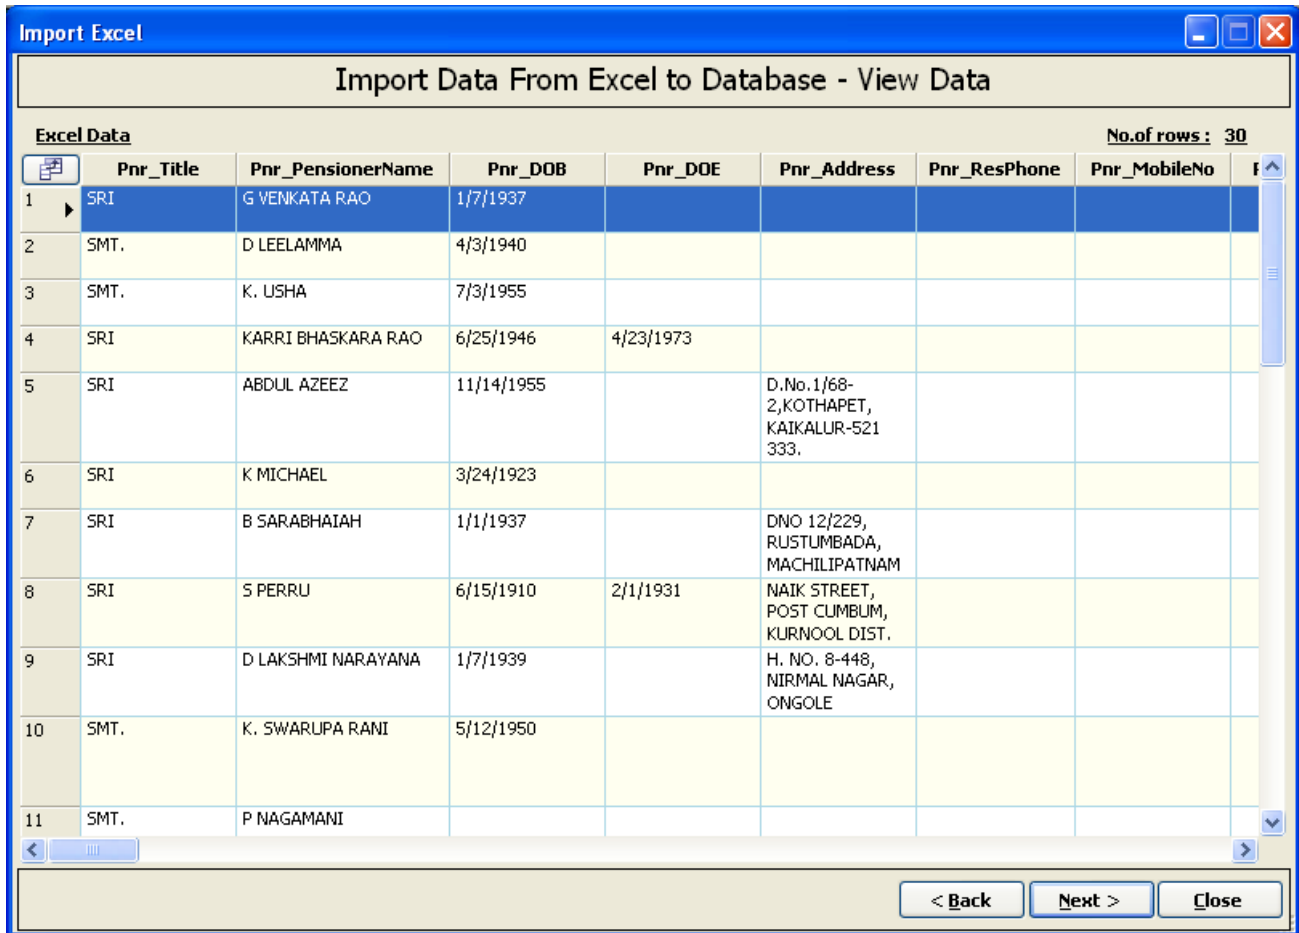 Import Excel
Import Data From Excel to Database - View Data
Excel Data No.of rows : 30
Pnr_Title Pnr_PensionerName Pnr_DOB Pnr_DOE Pnr_Address Pnr_ResPhone Pnr_MobileNo
1 SRI G VENKATA RAO 1/7/1937
2 SMT. D LEELAMMA 4/3/1940
3 SMT. K. USHA 7/3/1955
4 SRI KARRI BHASKARA RAO 6/25/1946 4/23/1973
5 SRI ABDUL AZEEZ 11/14/1955 D.No.1/68-
2,KOTHAPET,
KAIKALUR-521
333.
6 SRI K MICHAEL 3/24/1923
7 SRI B SARABHAIAH 1/1/1937 DNO 12/229,
RUSTUMBADA,
MACHILIPATNAM
8 SRI S PERRU 6/15/1910 2/1/1931 NAIK STREET,
POST CUMBUM,
KURNOOL DIST.
9 SRI D LAKSHMI NARAYANA 1/7/1939 H. NO. 8-448,
NIRMAL NAGAR,
ONGOLE
10 SMT. K. SWARUPA RANI 5/12/1950
11 SMT. P NAGAMANI
< Back Next > Close